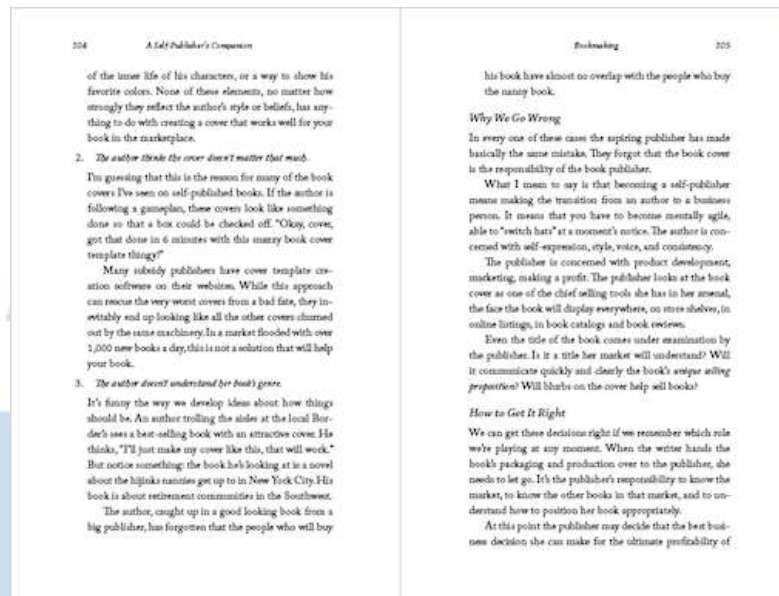 204 A Self-Publisher's Companion
of the inner life of his characters, or a way to show his
favorite colors. None of these elements, no matter how
strongly they reflect the author's style or beliefs, has any-
thing to do with creating a cover that works well for your
book in the marketplace.
2. The author thinks the cover doesn't matter that much.
I'm guessing that this is the reason for many of the book
covers I've seen on self-published books. If the author is
following a gameplan, these covers look like something
done so that a box could be checked off. "Okay, cover,
got that done in 6 minutes with this snazzy book cover
template thingy!"
Many subsidy publishers have cover template cre-
ation software on their websites. While this approach
can rescue the very worst covers from a bad fate, they in-
evitably end up looking like all the other covers churned
out by the same machinery. In a market flooded with over
1,000 new books a day, this is not a solution that will help
your book.
3. The author doesn't understand her book's genre.
It's funny the way we develop ideas about how things
should be. An author trolling the aisles at the local Bor-
der's sees a best-selling book with an attractive cover. He
thinks, "I'll just make my cover like this, that will work."
But notice something: the book he's looking at is a novel
about the hijinks nannies get up to in New York City. His
book is about retirement communities in the Southwest.
The author, caught up in a good looking book from a
big publisher, has forgotten that the people who will buy
Bookmaking 205
his book have almost no overlap with the people who buy
the nanny book.
Why We Go Wrong
In every one of these cases the aspiring publisher has made
basically the same mistake. They forgot that the book cover
is the responsibility of the book publisher.
What I mean to say is that becoming a self-publisher
means making the transition from an author to a business
person. It means that you have to become mentally agile,
able to "switch hats" at a moment's notice. The author is con-
cerned with self-expression, style, voice, and consistency.
The publisher is concerned with product development,
marketing, making a profit. The publisher looks at the book
cover as one of the chief selling tools she has in her arsenal,
the face the book will display everywhere, on store shelves, in
online listings, in book catalogs and book reviews.
Even the title of the book comes under examination by
the publisher. Is it a title her market will understand? Will
it communicate quickly and clearly the book's unique selling
proposition? Will blurbs on the cover help sell books?
How to Get It Right
We can get these decisions right if we remember which role
we're playing at any moment. When the writer hands the
book's packaging and production over to the publisher, she
needs to let go. It's the publisher's responsibility to know the
market, to know the other books in that market, and to un-
derstand how to position her book appropriately.
At this point the publisher may decide that the best busi-
ness decision she can make for the ultimate profitability of